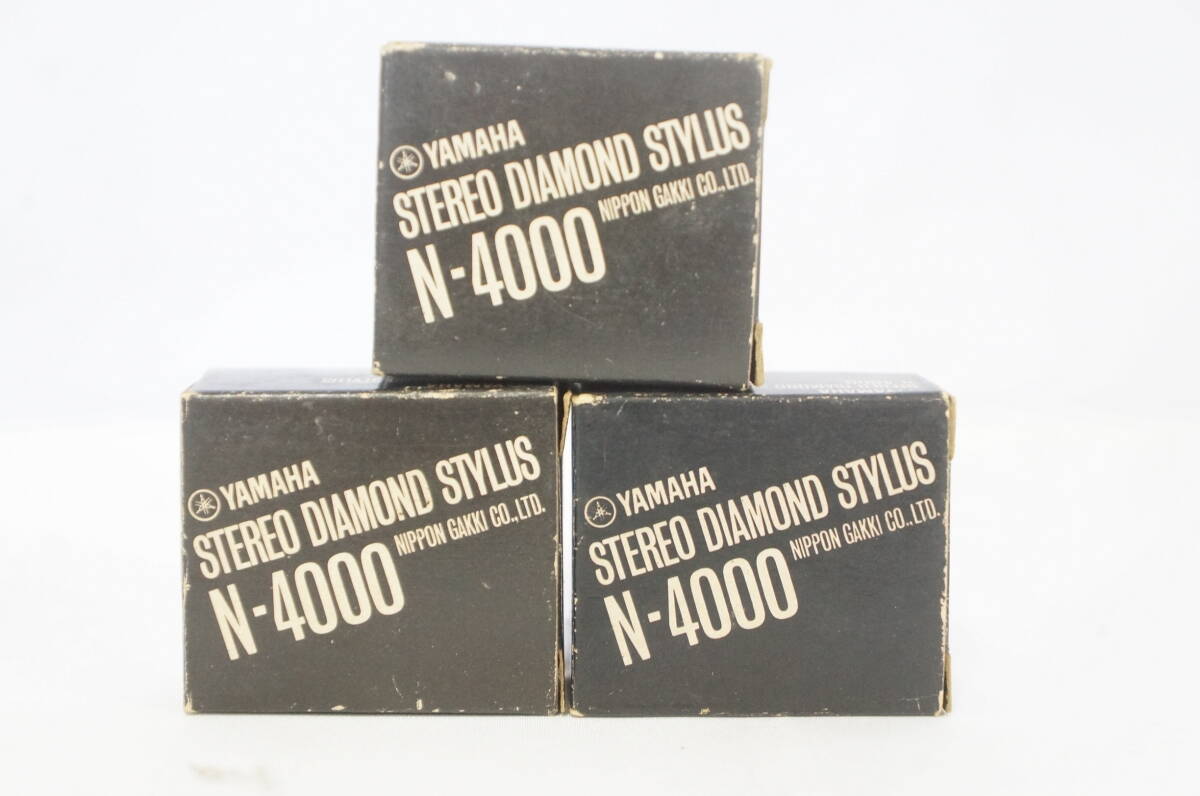 YAMAHA
STEREO DIAMOND STYLUS
N-4000 NIPPON GAKKI CO.,LTD.
YAMAHA
STEREO DIAMOND STYLUS
N-4000 NIPPON GAKKI CO.,LTD.
YAMAHA
STEREO DIAMOND STYLUS
N-4000 NIPPON GAKKI CO.,LTD.